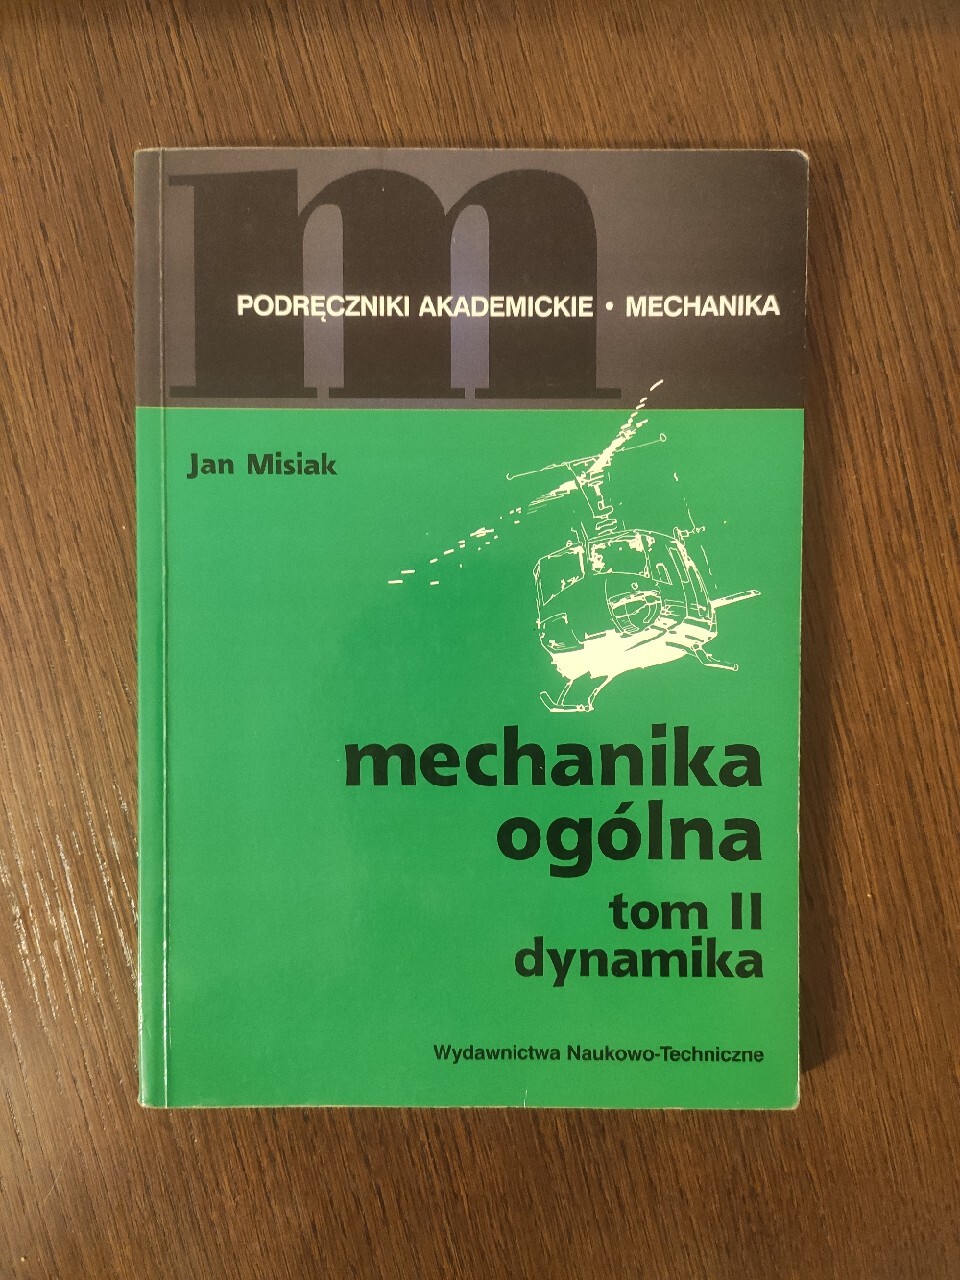 m
PODRĘCZNIKI AKADEMICKIE • MECHANIKA
Jan Misiak
mechanika
ogólna
tom II
dynamika
Wydawnictwa Naukowo-Techniczne